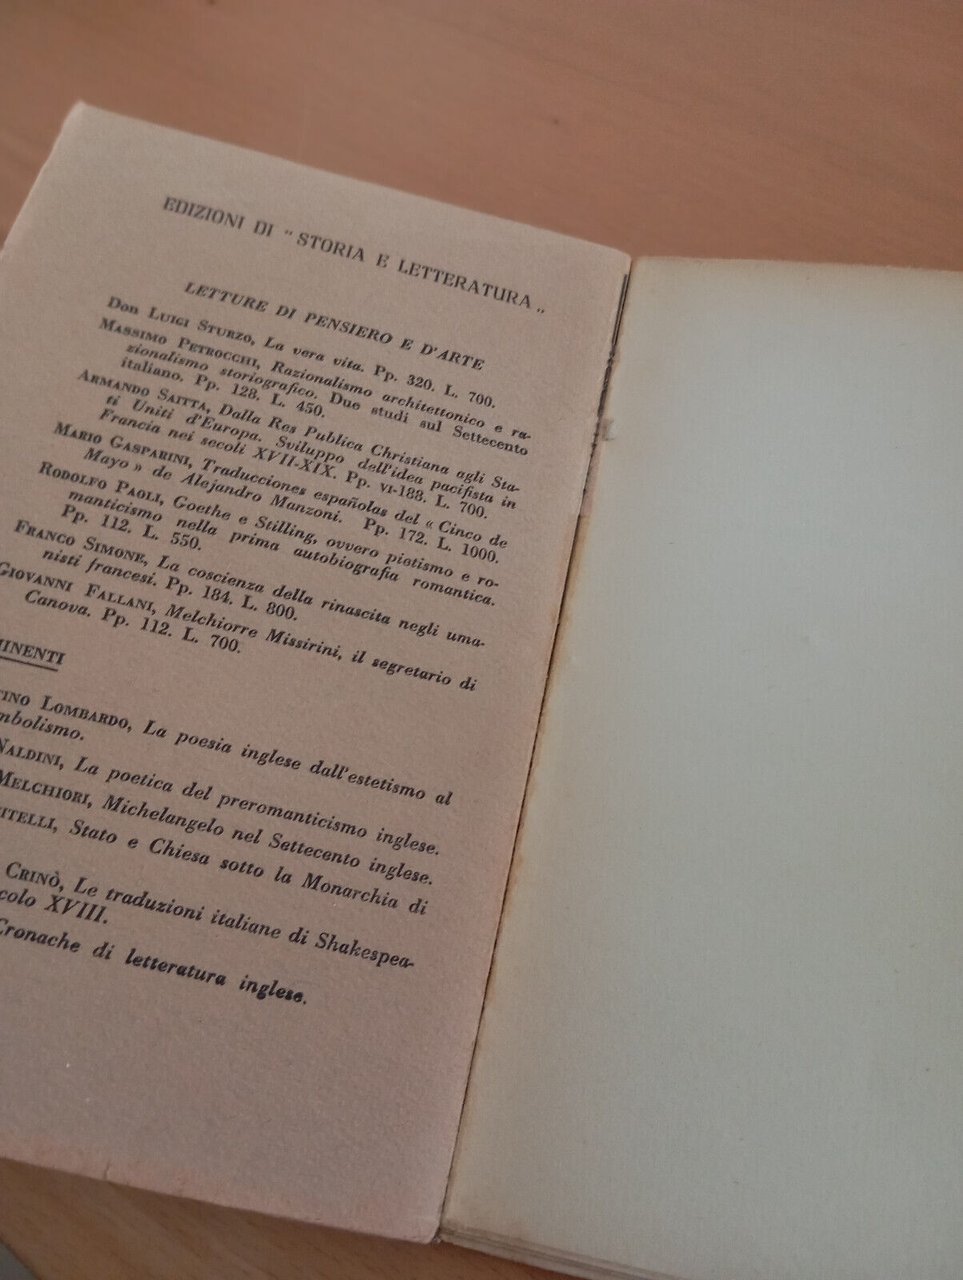 EDIZIONI DI “ STORIA E LETTERATURA „
LETTURE DI PENSIERO E D'ARTE
Don LUIGI STURZO, La vera vita. Pp. 320. L. 700.
MASSIMO PETROCCHI, Razionalismo architettonico e ra-
zionalismo storiografico. Due studi sul Settecento
italiano. Pp. 128. L. 450.
ARMANDO SAITTA, Dalla Res Publica Christiana agli Sta-
ti Uniti d'Europa. Sviluppo dell'idea pacifista in
Francia nei secoli XVII-XIX. Pp. VI-188. L. 700.
MARIO GASPARINI, Traducciones españolas del « Cinco de
Mayo » de Alejandro Manzoni. Pp. 172. L. 1000.
RODOLFO PAOLI, Goethe e Stilling, ovvero pietismo e ro-
manticismo nella prima autobiografia romantica.
Pp. 112. L. 550.
FRANCO SIMONE, La coscienza della rinascita negli uma-
nisti francesi. Pp. 184. L. 800.
GIOVANNI FALLANI, Melchiorre Missirini, il segretario di
Canova. Pp. 112. L. 700.
LOMBARDO, La poesia inglese dall'estetismo al
NALDINI, La poetica del preromanticismo inglese.
MELCHIORI, Michelangelo nel Settecento inglese.
Stato e Chiesa sotto la Monarchia di
CRINÒ, Le traduzioni italiane di Shakespea-
XVIII.
Cronache di letteratura inglese.